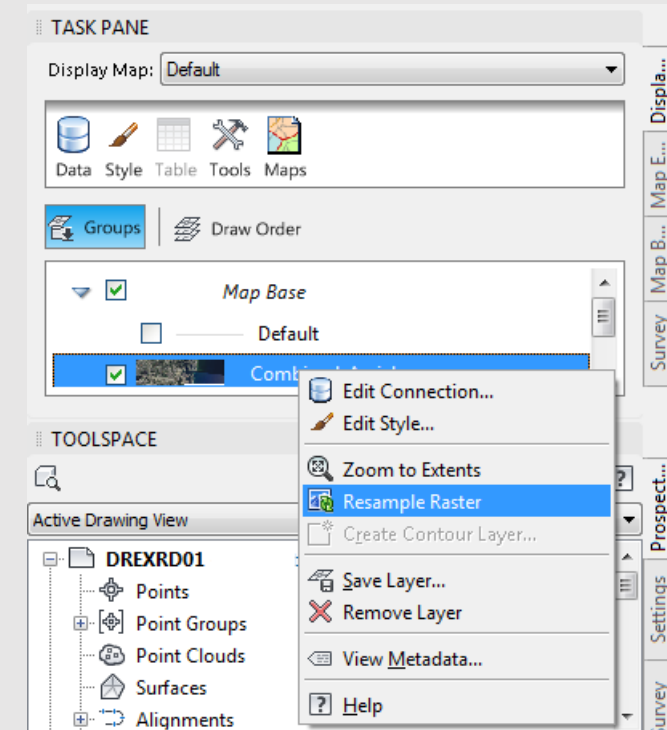 TASK PANE
Display Map: Default
Displa...
Data Style Table Tools Maps
Map E...
Groups Draw Order
Map B...
Map Base
Default
Survey
Edit Connection...
Edit Style...
TOOLSPACE
Zoom to Extents
?
Resample Raster
Prospect...
Active Drawing View
Create Contour Layer...
DREXRD01
Points
Save Layer...
Settings
Point Groups
Remove Layer
Point Clouds
View Metadata...
Surfaces
? Help
Alignments